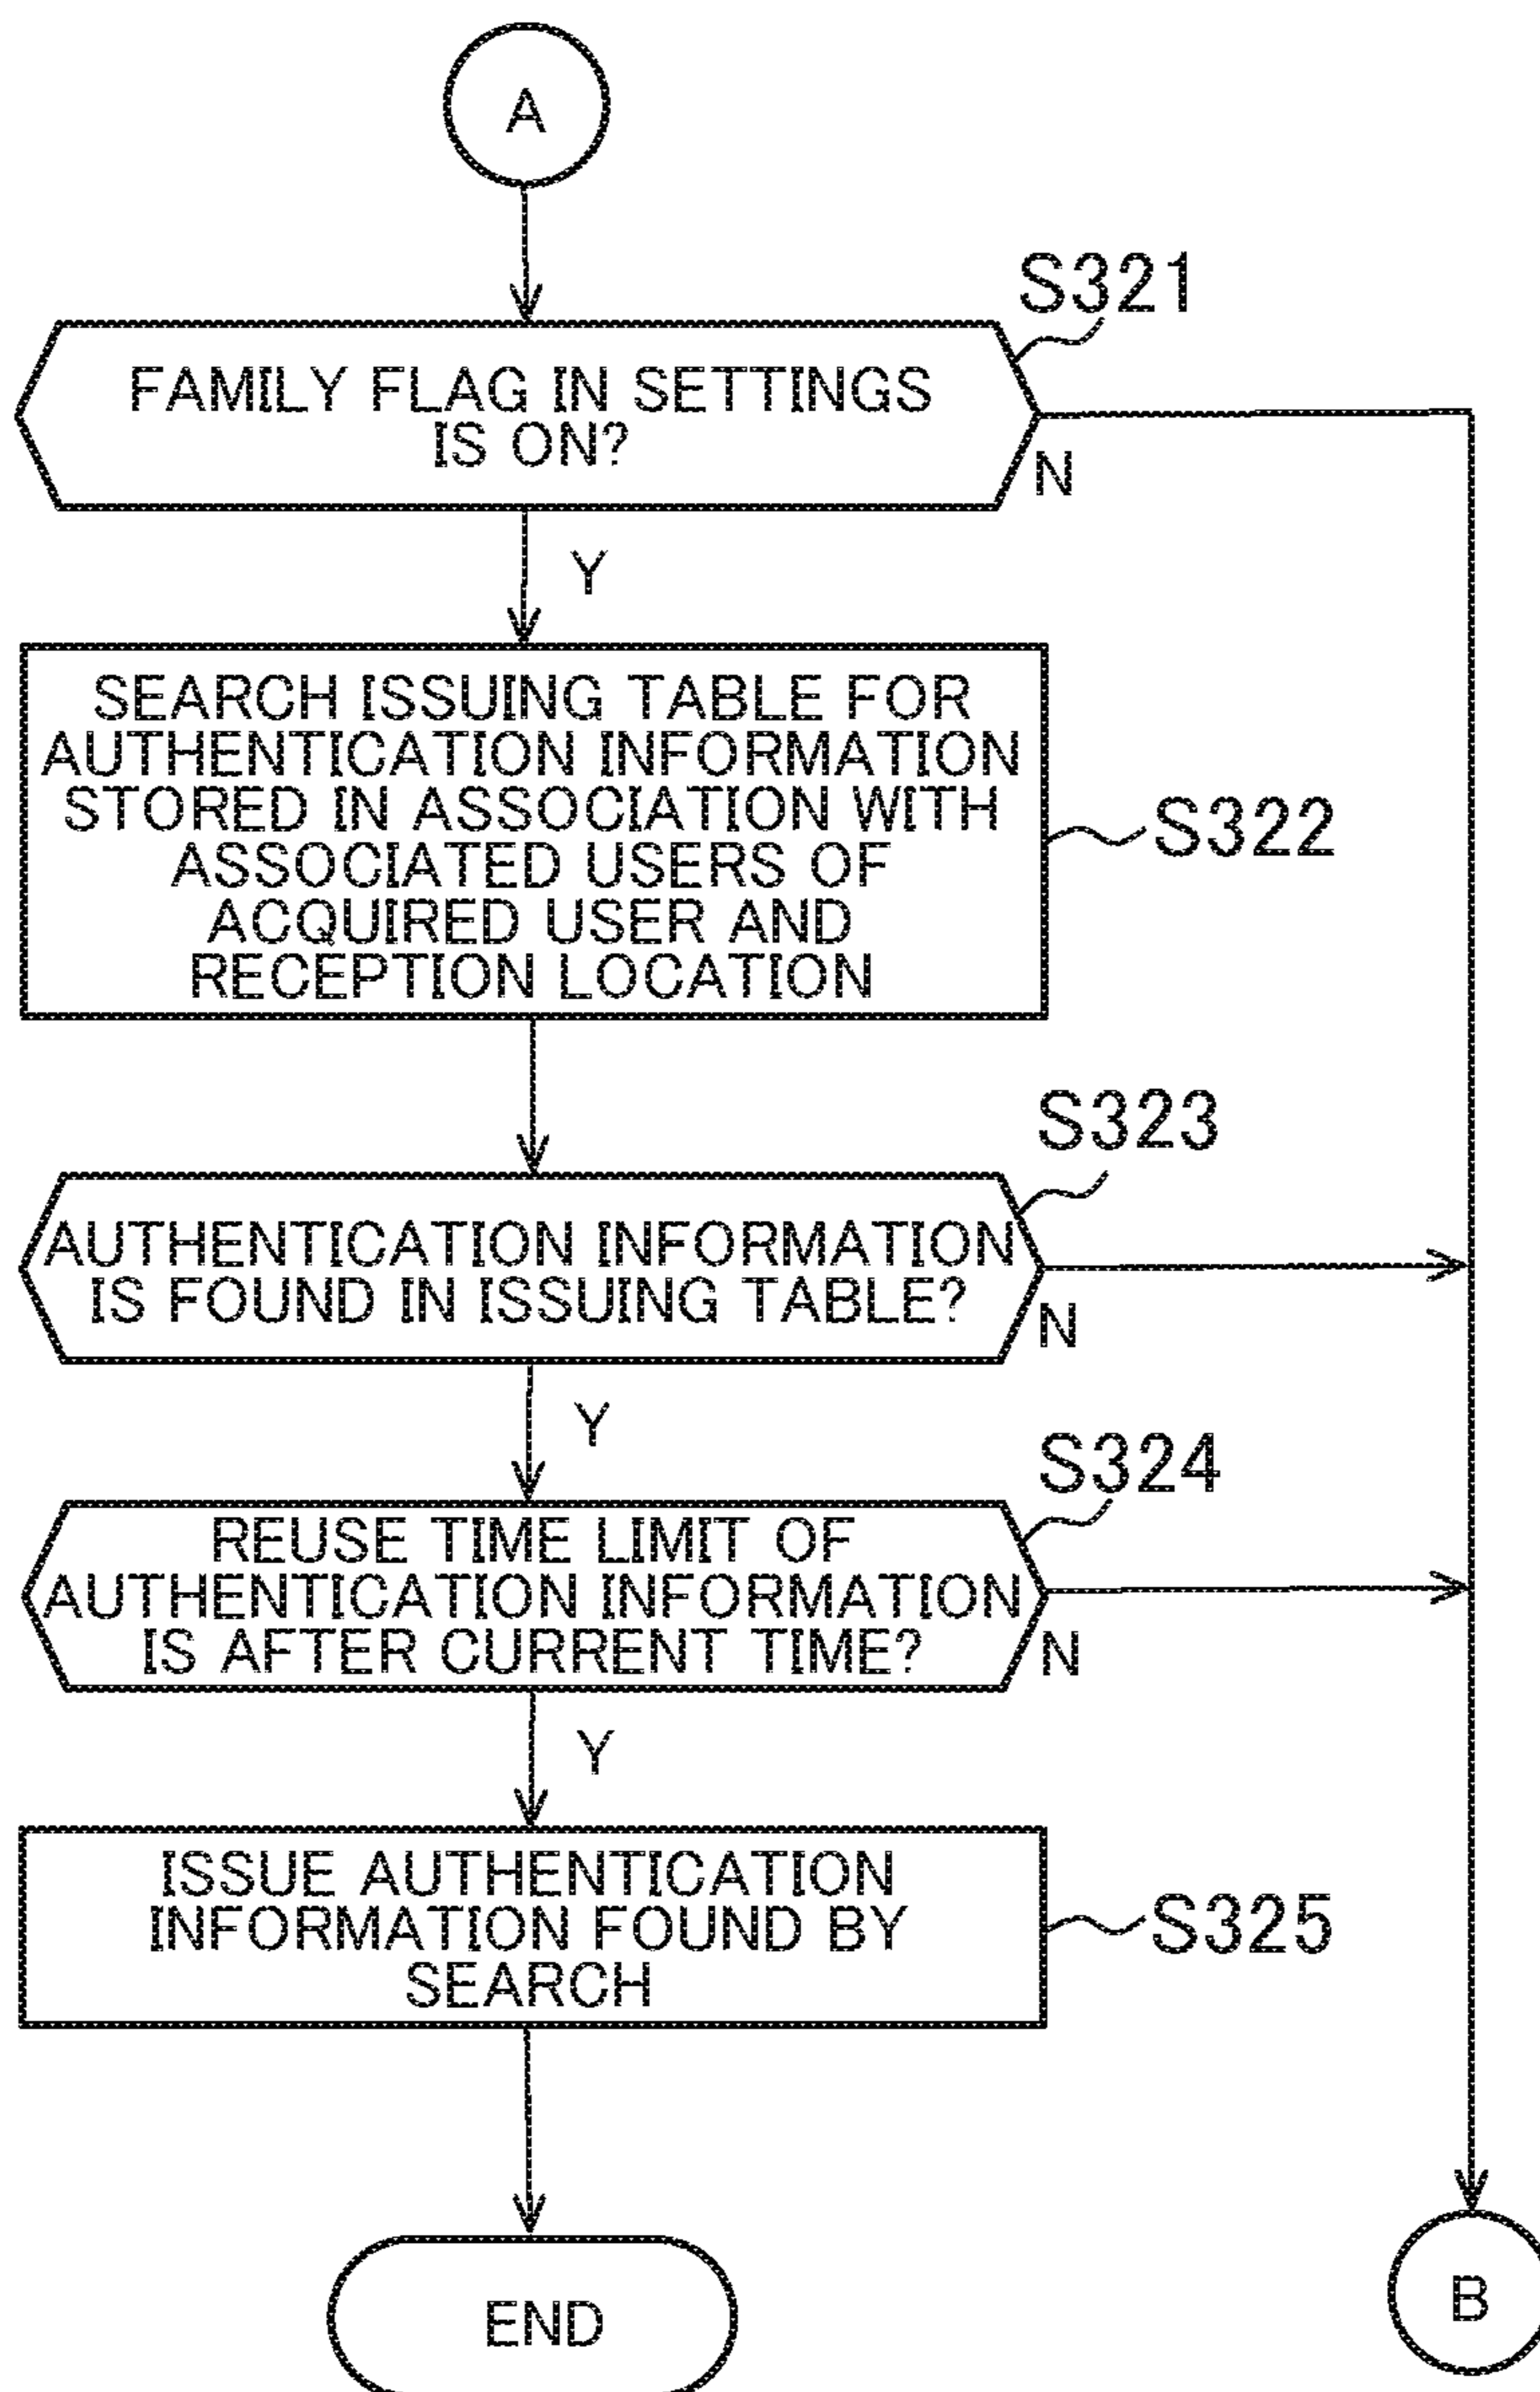 A
S321
FAMILY FLAG IN SETTINGS
IS ON?
N
Y
SEARCH ISSUING TABLE FOR
AUTHENTICATION INFORMATION
STORED IN ASSOCIATION WITH
ASSOCIATED USERS OF
ACQUIRED USER AND
RECEPTION LOCATION
S322
S323
AUTHENTICATION INFORMATION
IS FOUND IN ISSUING TABLE?
N
Y
S324
REUSE TIME LIMIT OF
AUTHENTICATION INFORMATION
IS AFTER CURRENT TIME?
N
Y
ISSUE AUTHENTICATION
INFORMATION FOUND BY
SEARCH
S325
END
B